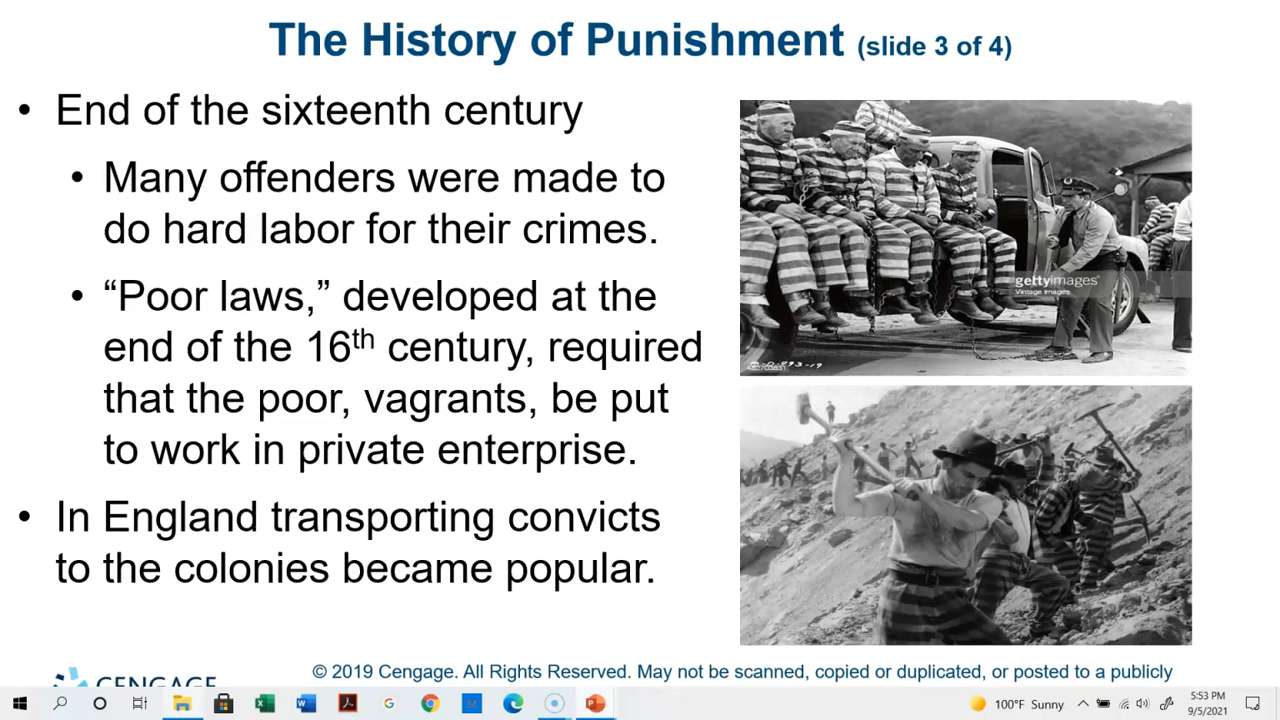 The History of Punishment (slide 3 of 4)
• End of the sixteenth century
• Many offenders were made to
do hard labor for their crimes.
• “Poor laws,” developed at the
end of the 16th century, required
that the poor, vagrants, be put
to work in private enterprise.
• In England transporting convicts
to the colonies became popular.
gettyimages®
Vintage Images
CENGAGE
© 2019 Cengage. All Rights Reserved. May not be scanned, copied or duplicated, or posted to a publicly
100°F Sunny
5:53 PM
9/5/2021